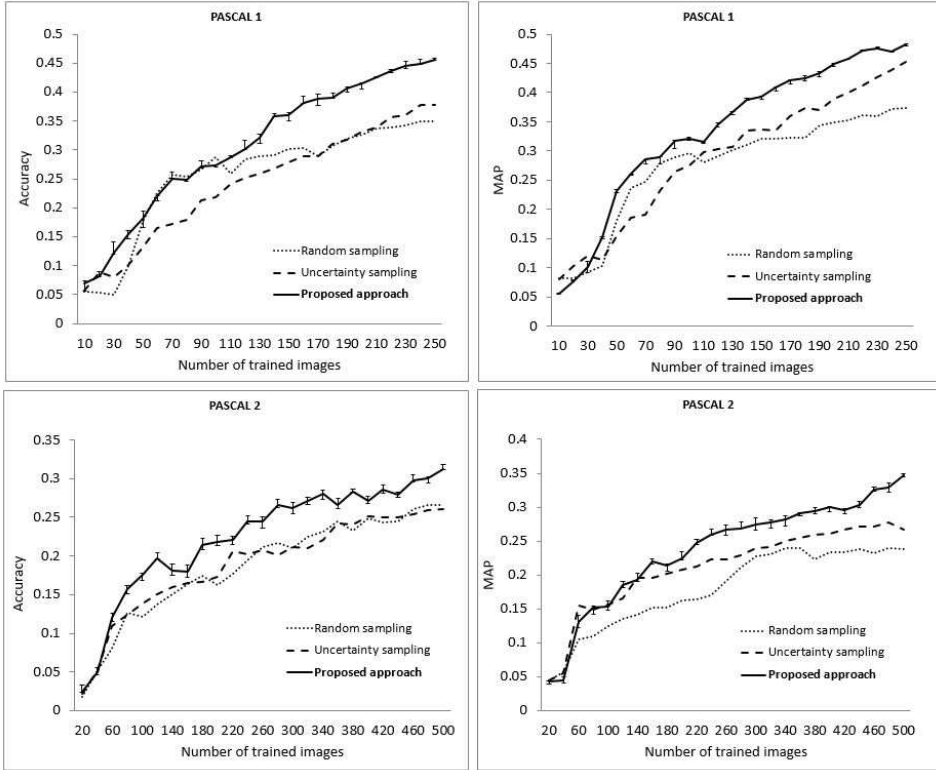 PASCAL 1
0.5
0.45
0.4
0.35
0.3
0.25
0.2
0.15
0.1
0.05
0
Accuracy
Random sampling
Uncertainty sampling
Proposed approach
10 30 50 70 90 110 130 150 170 190 210 230 250
Number of trained images
PASCAL 1
0.5
0.45
0.4
0.35
0.3
0.25
0.2
0.15
0.1
0.05
0
MAP
Random sampling
Uncertainty sampling
Proposed approach
10 30 50 70 90 110 130 150 170 190 210 230 250
Number of trained images
PASCAL 2
0.35
0.3
0.25
0.2
0.15
0.1
0.05
0
Accuracy
Random sampling
Uncertainty sampling
Proposed approach
20 60 100 140 180 220 260 300 340 380 420 460 500
Number of trained images
PASCAL 2
0.4
0.35
0.3
0.25
0.2
0.15
0.1
0.05
0
MAP
Random sampling
Uncertainty sampling
Proposed approach
20 60 100 140 180 220 260 300 340 380 420 460 500
Number of trained images